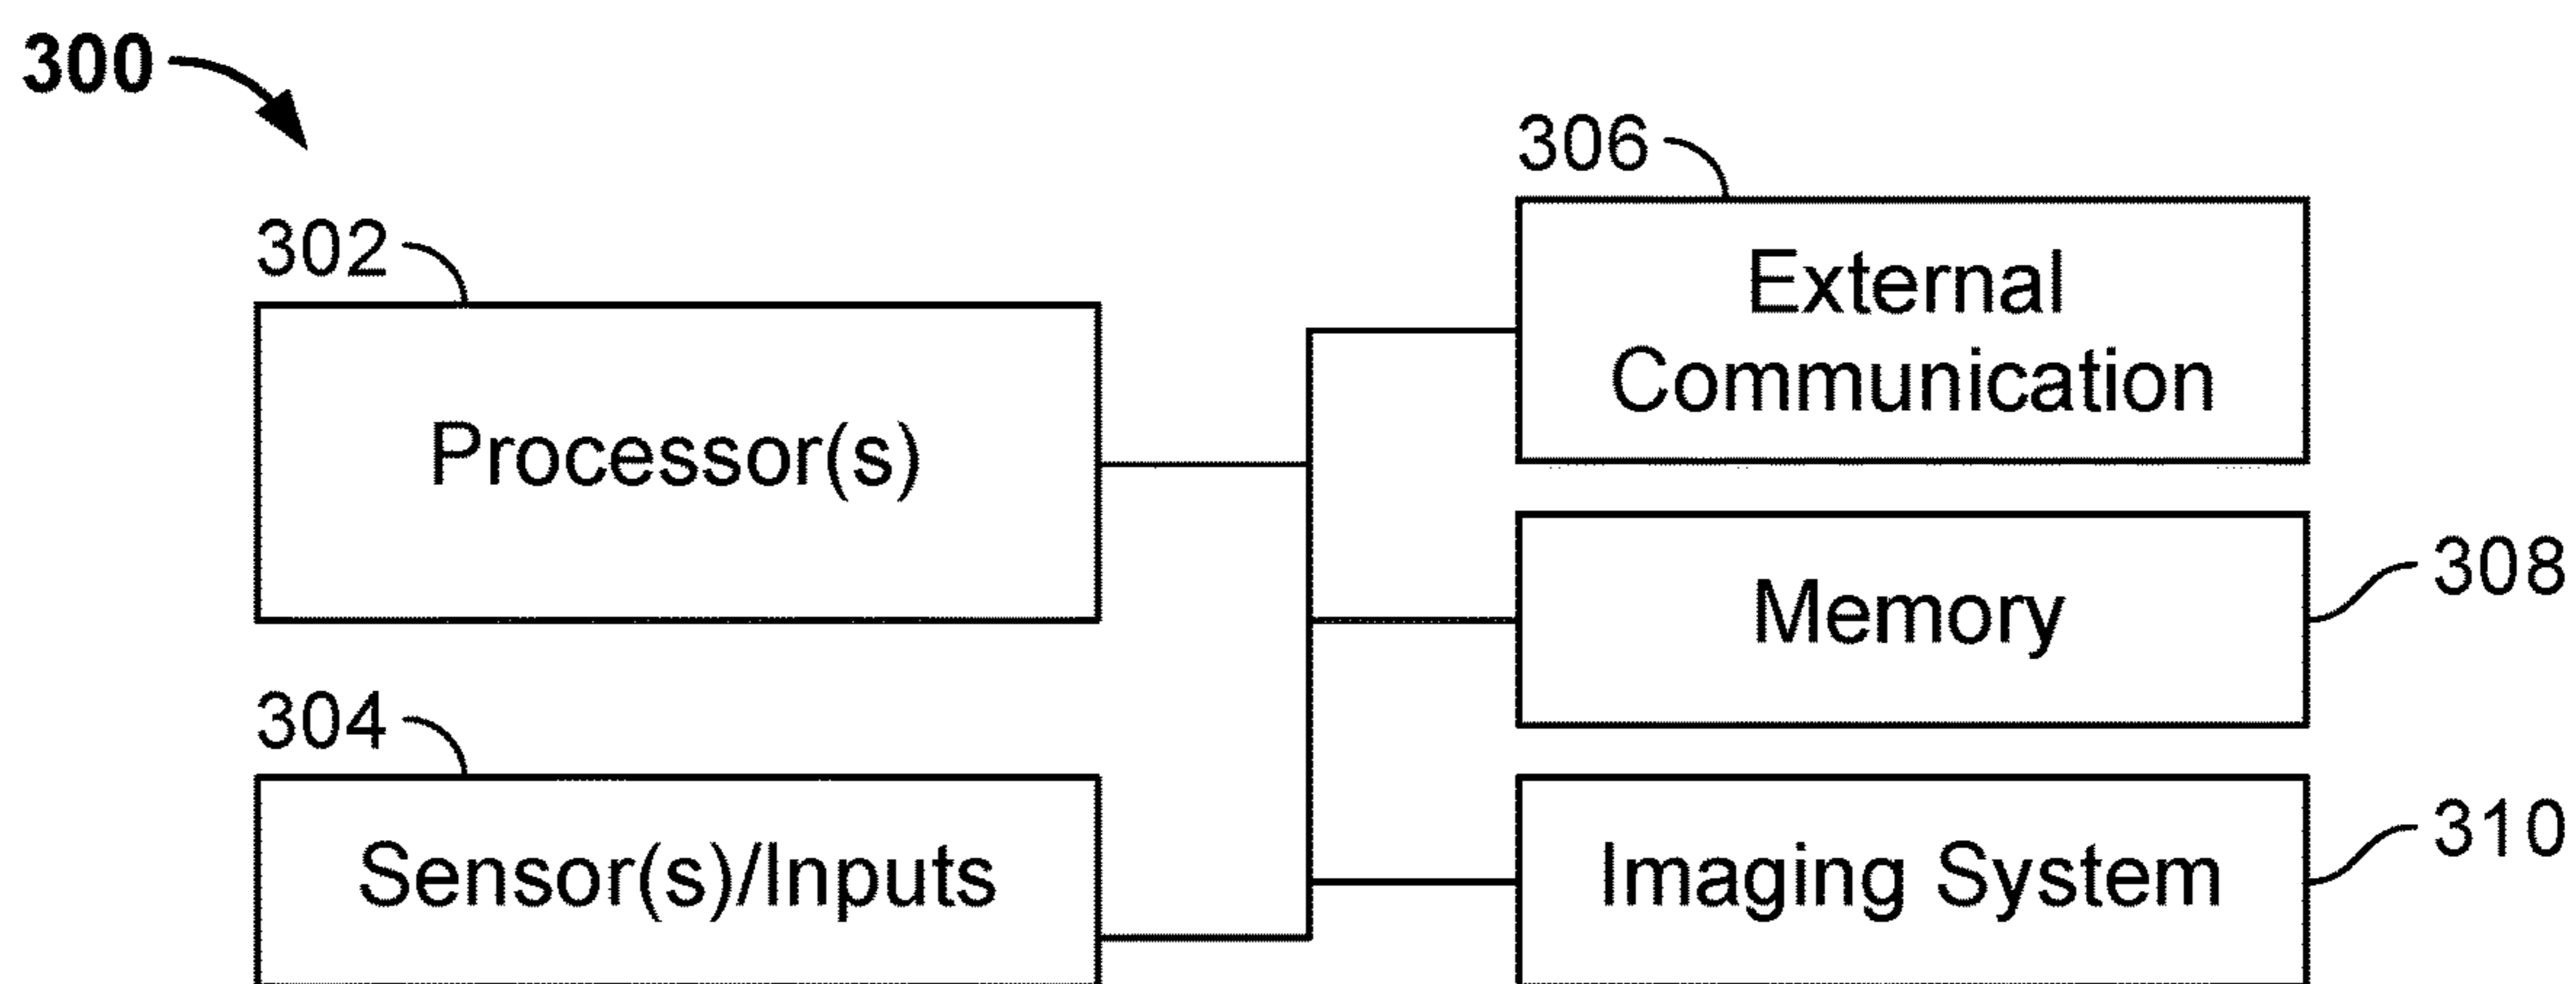 300
302
Processor(s)
304
Sensor(s)/Inputs
306
External
Communication
Memory
308
Imaging System
310